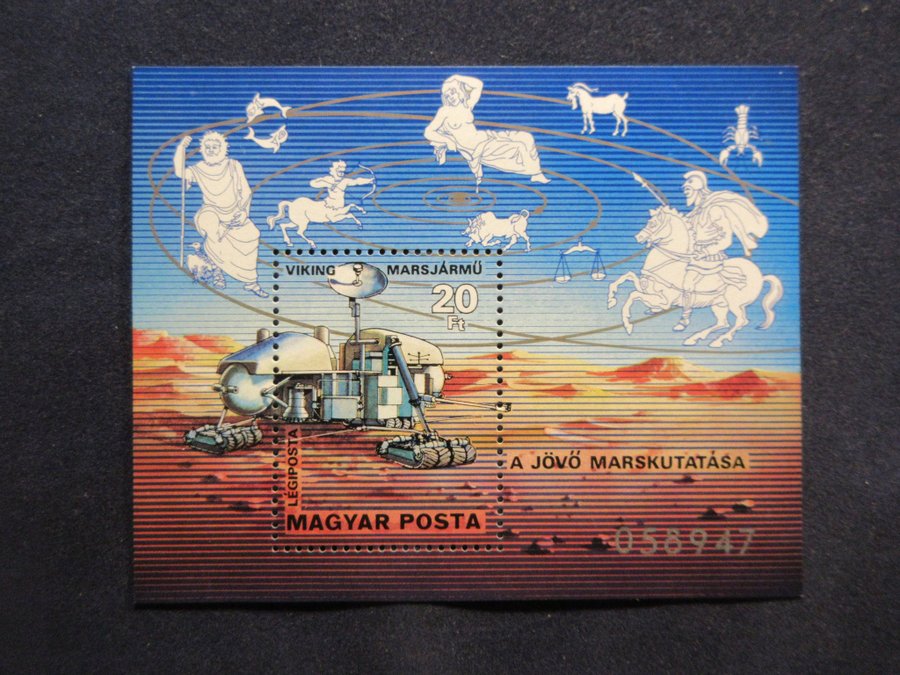 VIKING MARSJÁRMŰ
20
Ft
A JÖVŐ MARSKUTATÁSA
LÉGIPOSTA
MAGYAR POSTA
058947